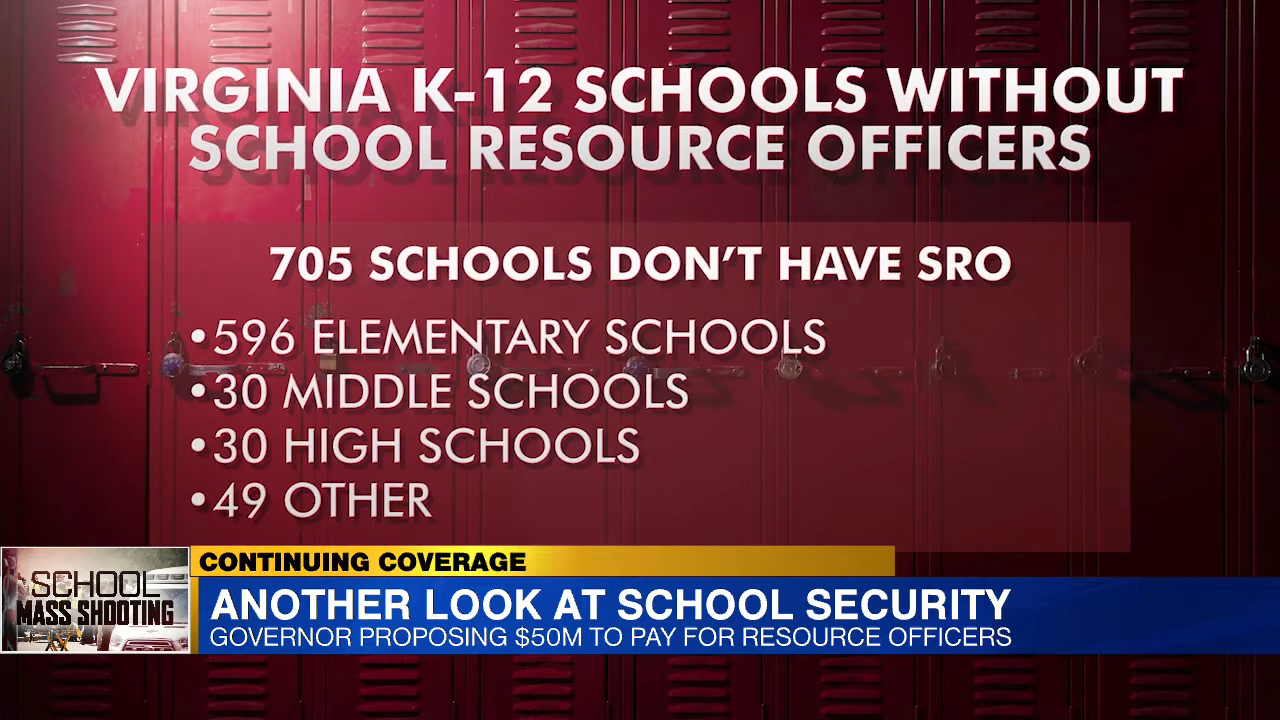 VIRGINIA K-12 SCHOOLS WITHOUT
SCHOOL RESOURCE OFFICERS
705 SCHOOLS DON'T HAVE SRO
•596 ELEMENTARY SCHOOLS
•30 MIDDLE SCHOOLS
•30 HIGH SCHOOLS
•49 OTHER
CONTINUING COVERAGE
SCHOOL
MASS SHOOTING
ANOTHER LOOK AT SCHOOL SECURITY
GOVERNOR PROPOSING $50M TO PAY FOR RESOURCE OFFICERS